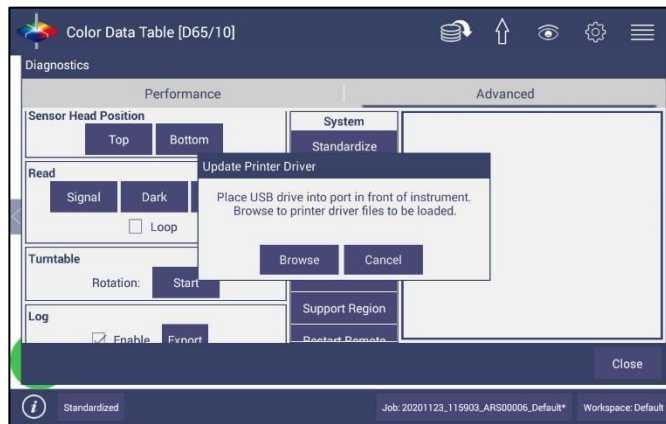 Color Data Table [D65/10]
Diagnostics
Performance
Advanced
Sensor Head Position
Top
Bottom
System
Standardize
Update Printer Driver
Place USB drive into port in front of instrument.
Browse to printer driver files to be loaded.
Browse
Cancel
Read
Signal
Dark
Loop
Turntable
Rotation:
Start
Support Region
Log
Enable
Export
Restart Remote
Close
Standardized
Job: 20201123_115903_ARS00006_Default*
Workspace: Default